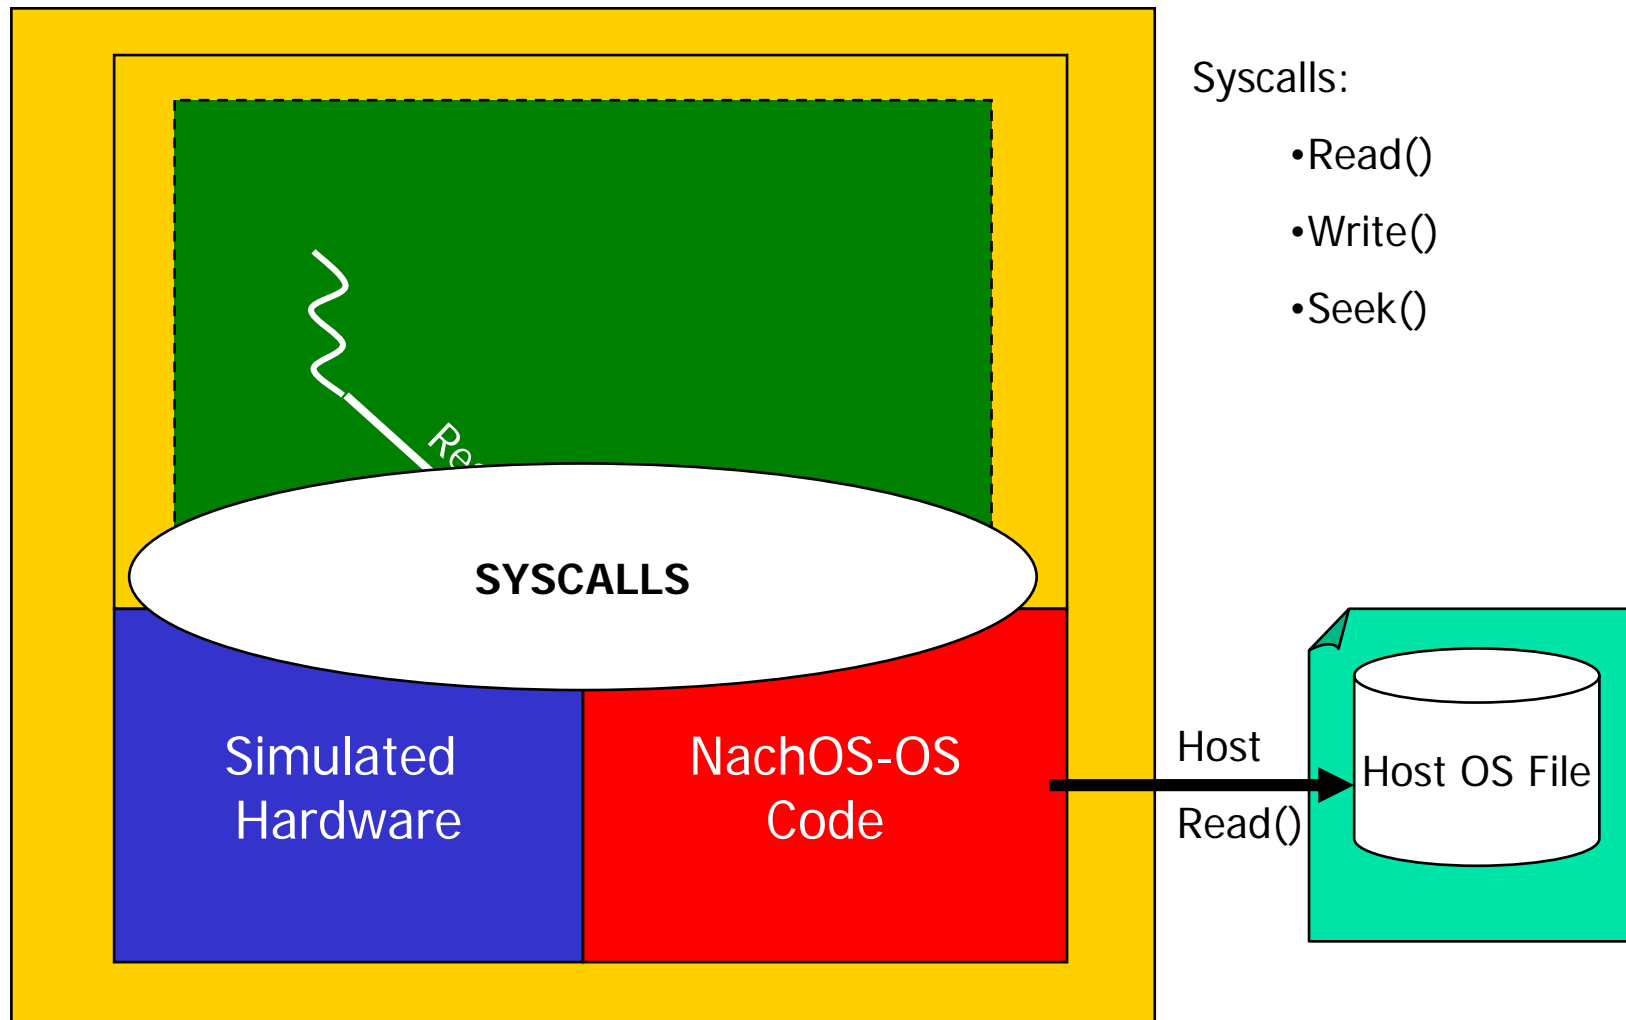 Syscalls:
•Read()
•Write()
•Seek()
SYSCALLS
Simulated
Hardware
NachOS-OS
Code
Host
Read()
Host OS File